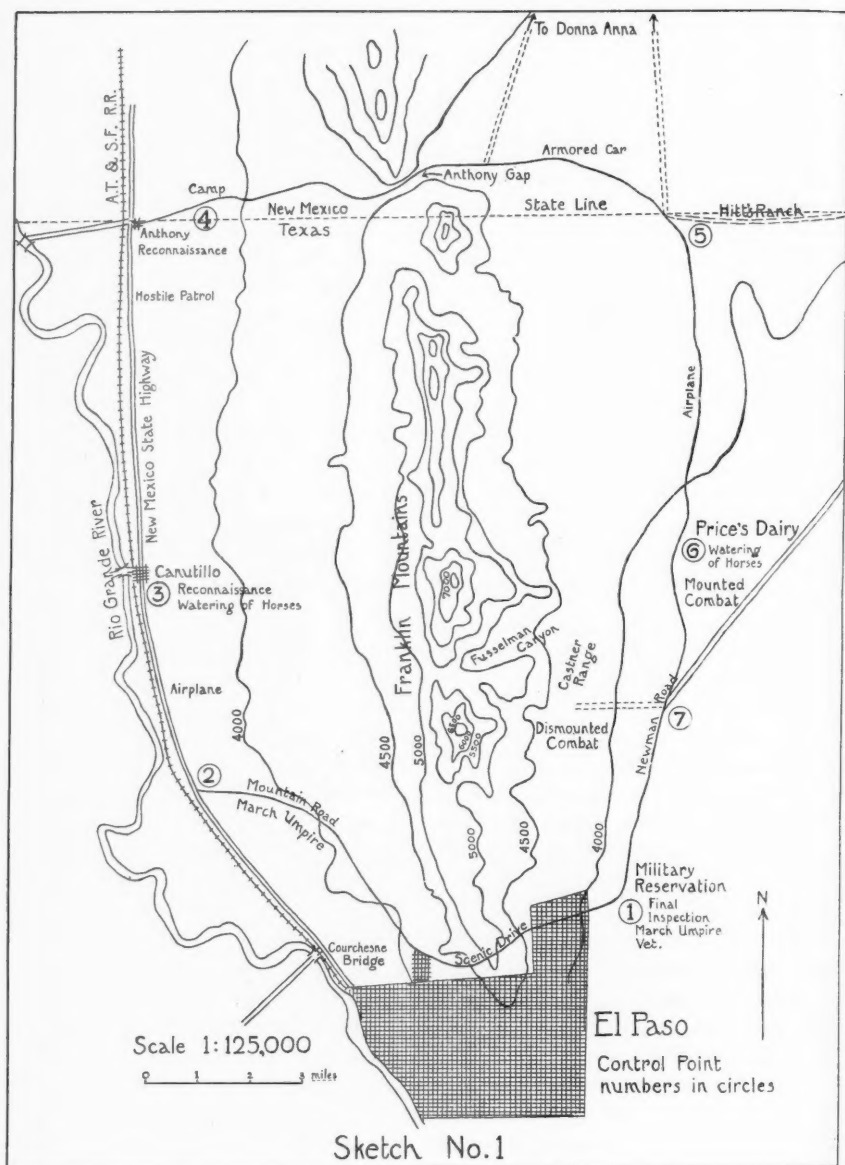 To Donna Anna
A.T. & S.F. R.R.
Armored Car
Anthony Gap
Camp
④
New Mexico
Texas
State Line
Hitt's Ranch
⑤
Anthony
Reconnaissance
Hostile Patrol
New Mexico State Highway
Rio Grande River
Airplane
Franklin Mountains
7000
Price's Dairy
⑥ Watering
of Horses
Mounted
Combat
Canutillo
③ Reconnaissance
Watering of Horses
Fusselman
Canyon
Castner
Range
Airplane
4000
4500
5000
6000
5500
Dismounted
Combat
Newman Road
⑦
②
Mountain Road
March Umpire
5000
4500
4000
Military
Reservation
① Final
Inspection
March Umpire
Vet.
N
Courchesne
Bridge
Scenic Drive
El Paso
Scale 1:125,000
0 1 2 3 miles
Control Point
numbers in circles
Sketch No. 1